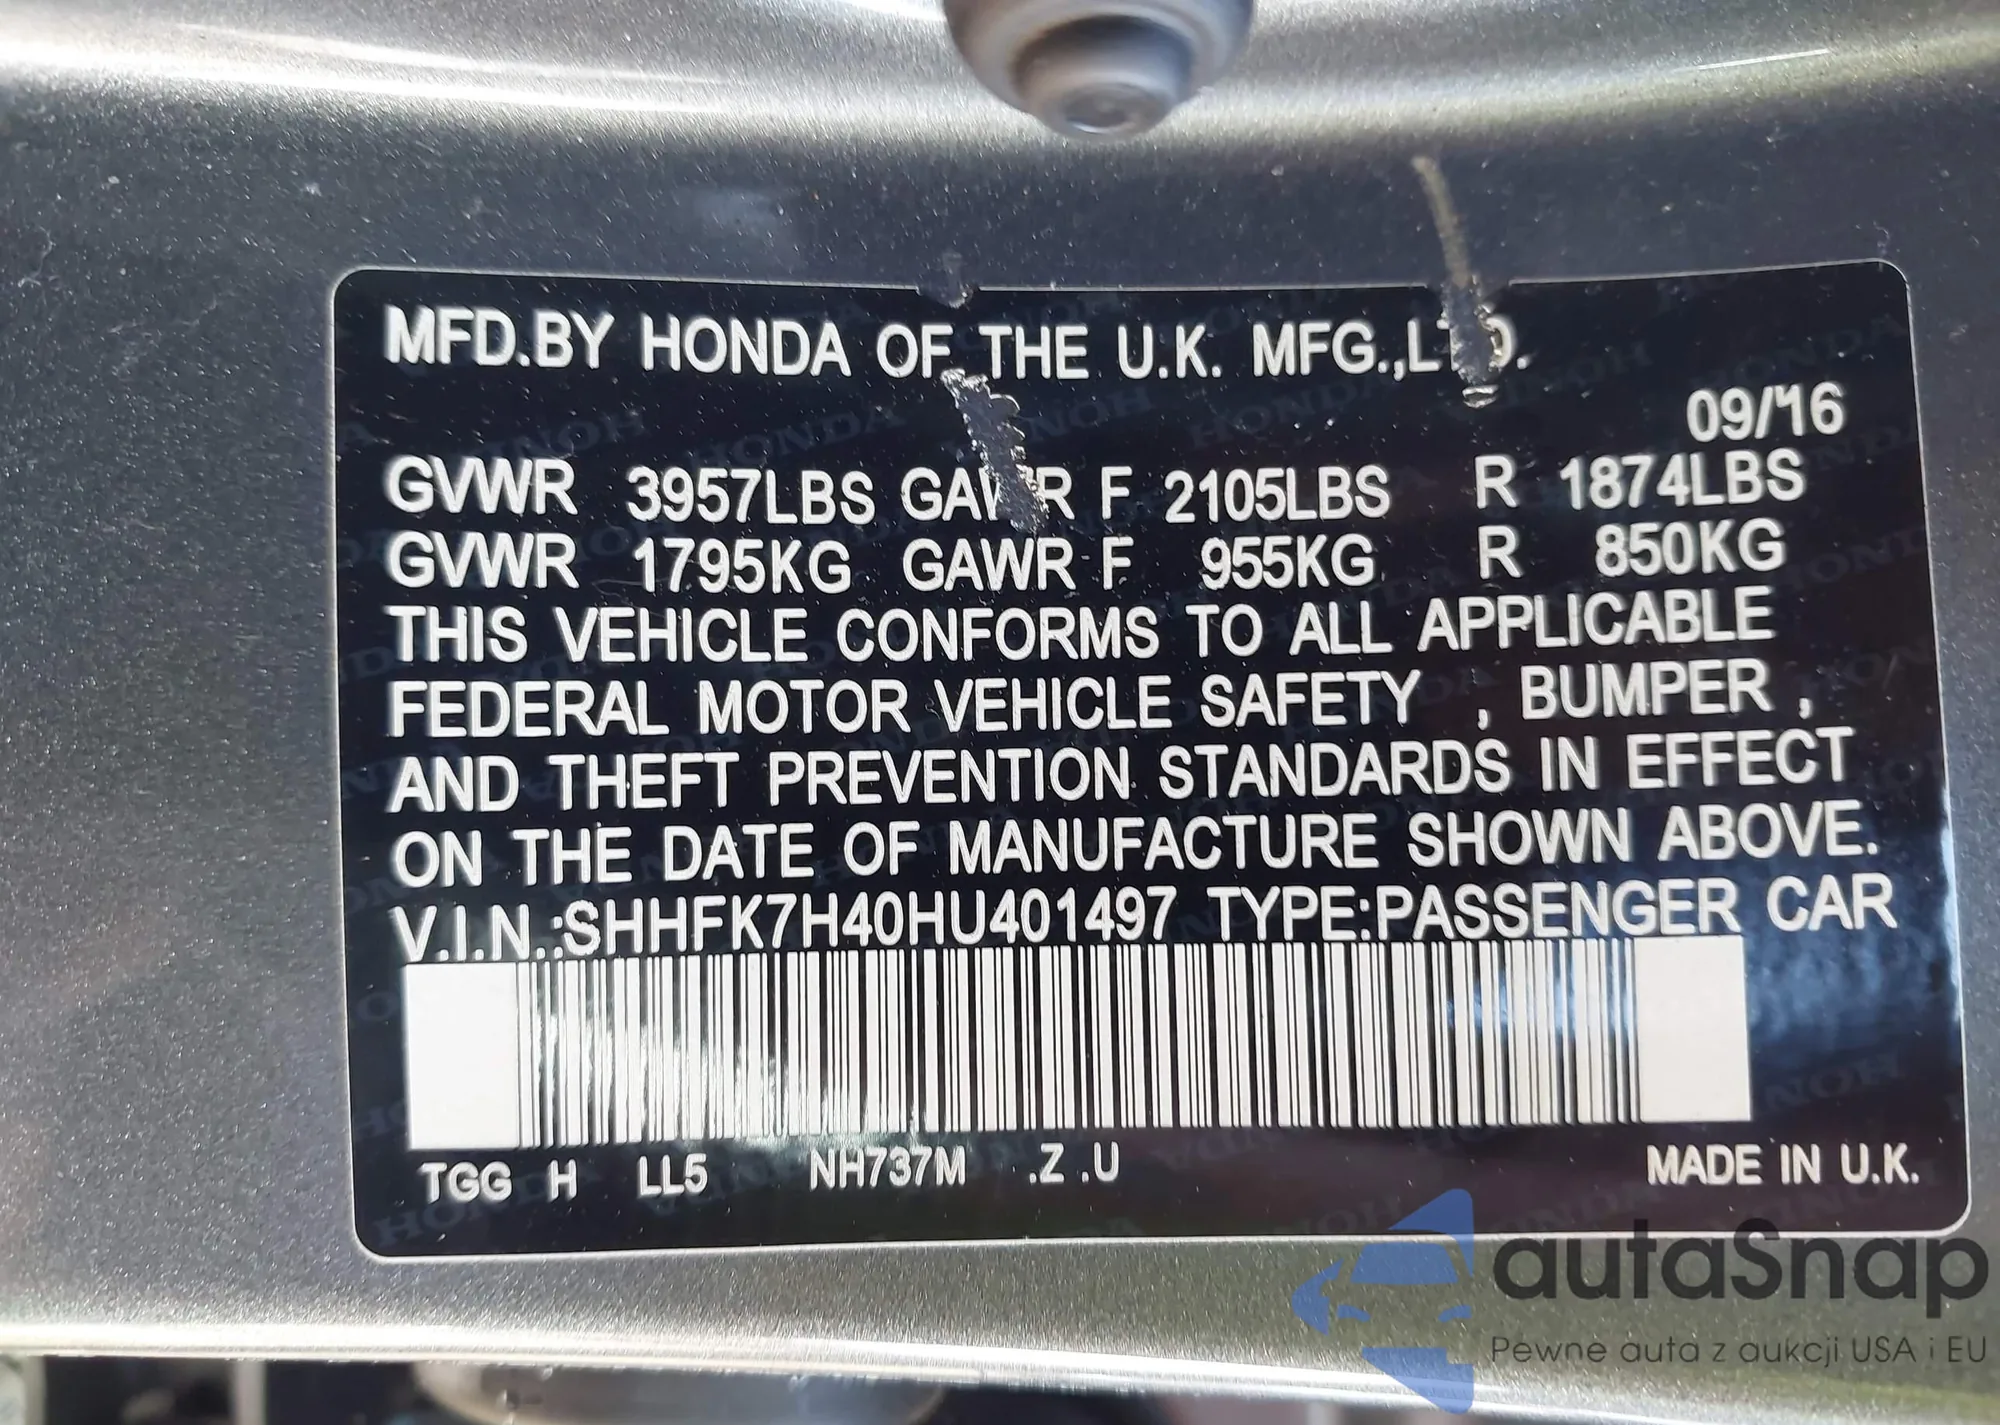 MFD.BY HONDA OF THE U.K. MFG.,LTD.
09/16
GVWR 3957LBS GAWR F 2105LBS R 1874LBS
GVWR 1795KG GAWR F 955KG R 850KG
THIS VEHICLE CONFORMS TO ALL APPLICABLE
FEDERAL MOTOR VEHICLE SAFETY , BUMPER ,
AND THEFT PREVENTION STANDARDS IN EFFECT
ON THE DATE OF MANUFACTURE SHOWN ABOVE.
V.I.N.:SHHFK7H40HU401497 TYPE:PASSENGER CAR
TGG H LL5 NH737M .Z .U MADE IN U.K.
autaSnap
Pewne auta z aukcji USA i EU